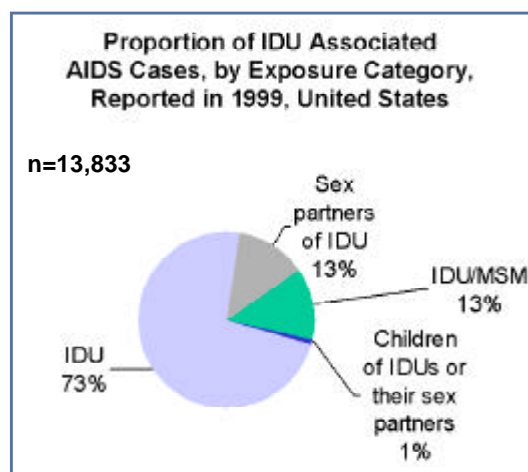 Proportion of IDU Associated
AIDS Cases, by Exposure Category,
Reported in 1999, United States
n=13,833
Sex
partners
of IDU
13%
IDU/MSM
13%
Children
of IDUs or
their sex
partners
1%
IDU
73%